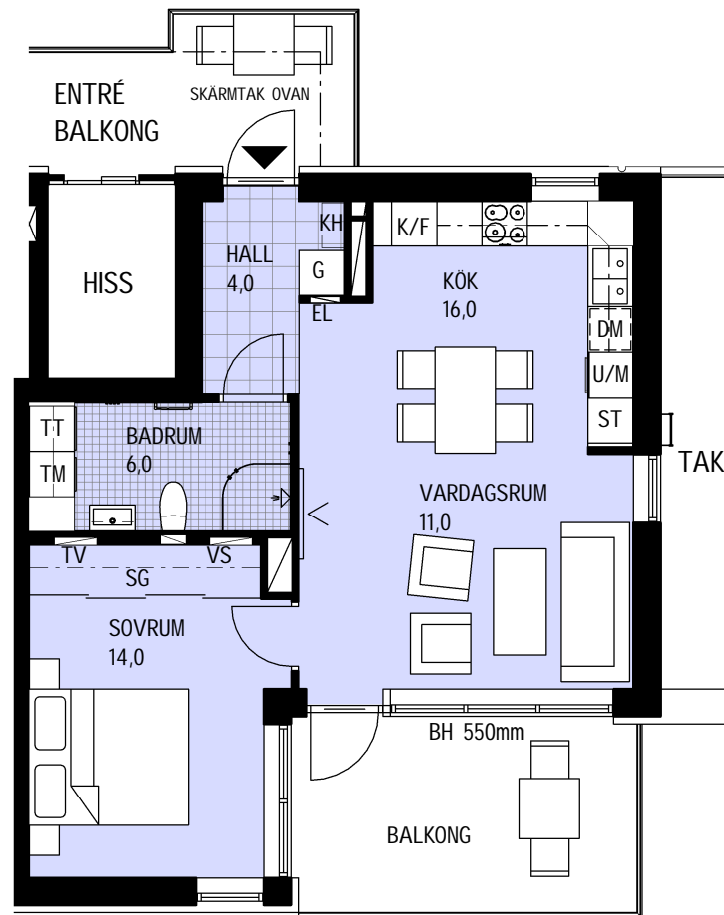 ENTRÉ
BALKONG
SKÄRMTAK OVAN
HISS
HALL
4,0
KH
G
EL
K/F
KÖK
16,0
DM
U/M
ST
TAK
TT
TM
BADRUM
6,0
VARDAGSRUM
11,0
TV
VS
SG
SOVRUM
14,0
BH 550mm
BALKONG